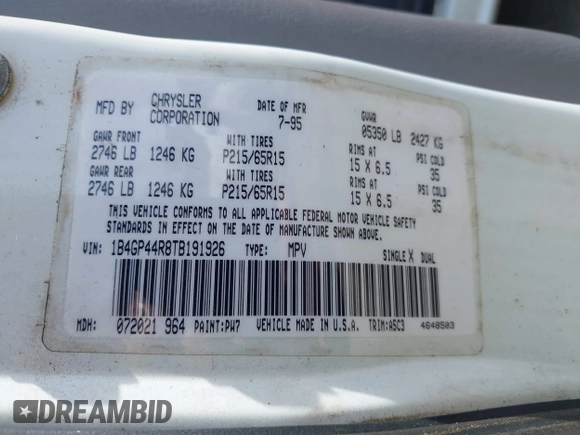 MFD BY CHRYSLER CORPORATION DATE OF MFR 7-95 GVWR 05350 LB 2427 KG
GAWR FRONT WITH TIRES RIMS AT PSI COLD
2746 LB 1246 KG P215/65R15 15 X 6.5 35
GAWR REAR WITH TIRES RIMS AT PSI COLD
2746 LB 1246 KG P215/65R15 15 X 6.5 35
THIS VEHICLE CONFORMS TO ALL APPLICABLE FEDERAL MOTOR VEHICLE SAFETY
STANDARDS IN EFFECT ON THE DATE OF MANUFACTURE SHOWN ABOVE.
VIN: 1B4GP44R8TB191926 TYPE: MPV SINGLE X DUAL
MDH: 072021 964 PAINT:PW7 VEHICLE MADE IN U.S.A. TRIM:A5C3 4648503
DREAMBID